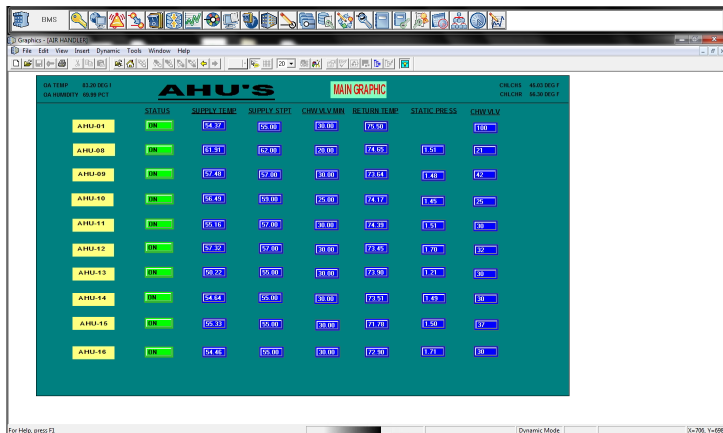 BMS
Graphics - [AIR HANDLER]
File Edit View Insert Dynamic Tools Window Help
20
OA TEMP 83.20 DEG F
OA HUMIDITY 69.99 PCT
AHU'S
MAIN GRAPHIC
CHLCHS 46.03 DEG F
CHLCHR
STATUS SUPPLY TEMP SUPPLY STPT CHW VLV MIN RETURN TEMP STATIC PRESS CHW VLV
AHU-01 ON 54.37 55.00 30.00 75.50 100
AHU-08 ON 61.91 62.00 20.00 74.65 1.51 21
AHU-09 ON 57.48 57.00 30.00 73.64 1.48 42
AHU-10 ON 56.49 59.00 25.00 74.17 1.45 25
AHU-11 ON 55.16 57.00 30.00 74.39 1.51 30
AHU-12 ON 57.32 57.00 30.00 73.45 1.70 32
AHU-13 ON 58.22 55.00 30.00 73.90 1.21 30
AHU-14 ON 54.64 55.00 30.00 73.51 1.49 30
AHU-15 ON 55.33 55.00 30.00 71.78 1.50 37
AHU-16 ON 54.46 55.00 30.00 72.90 1.71 30
For Help, press F1
Dynamic Mode
X=706, Y=698